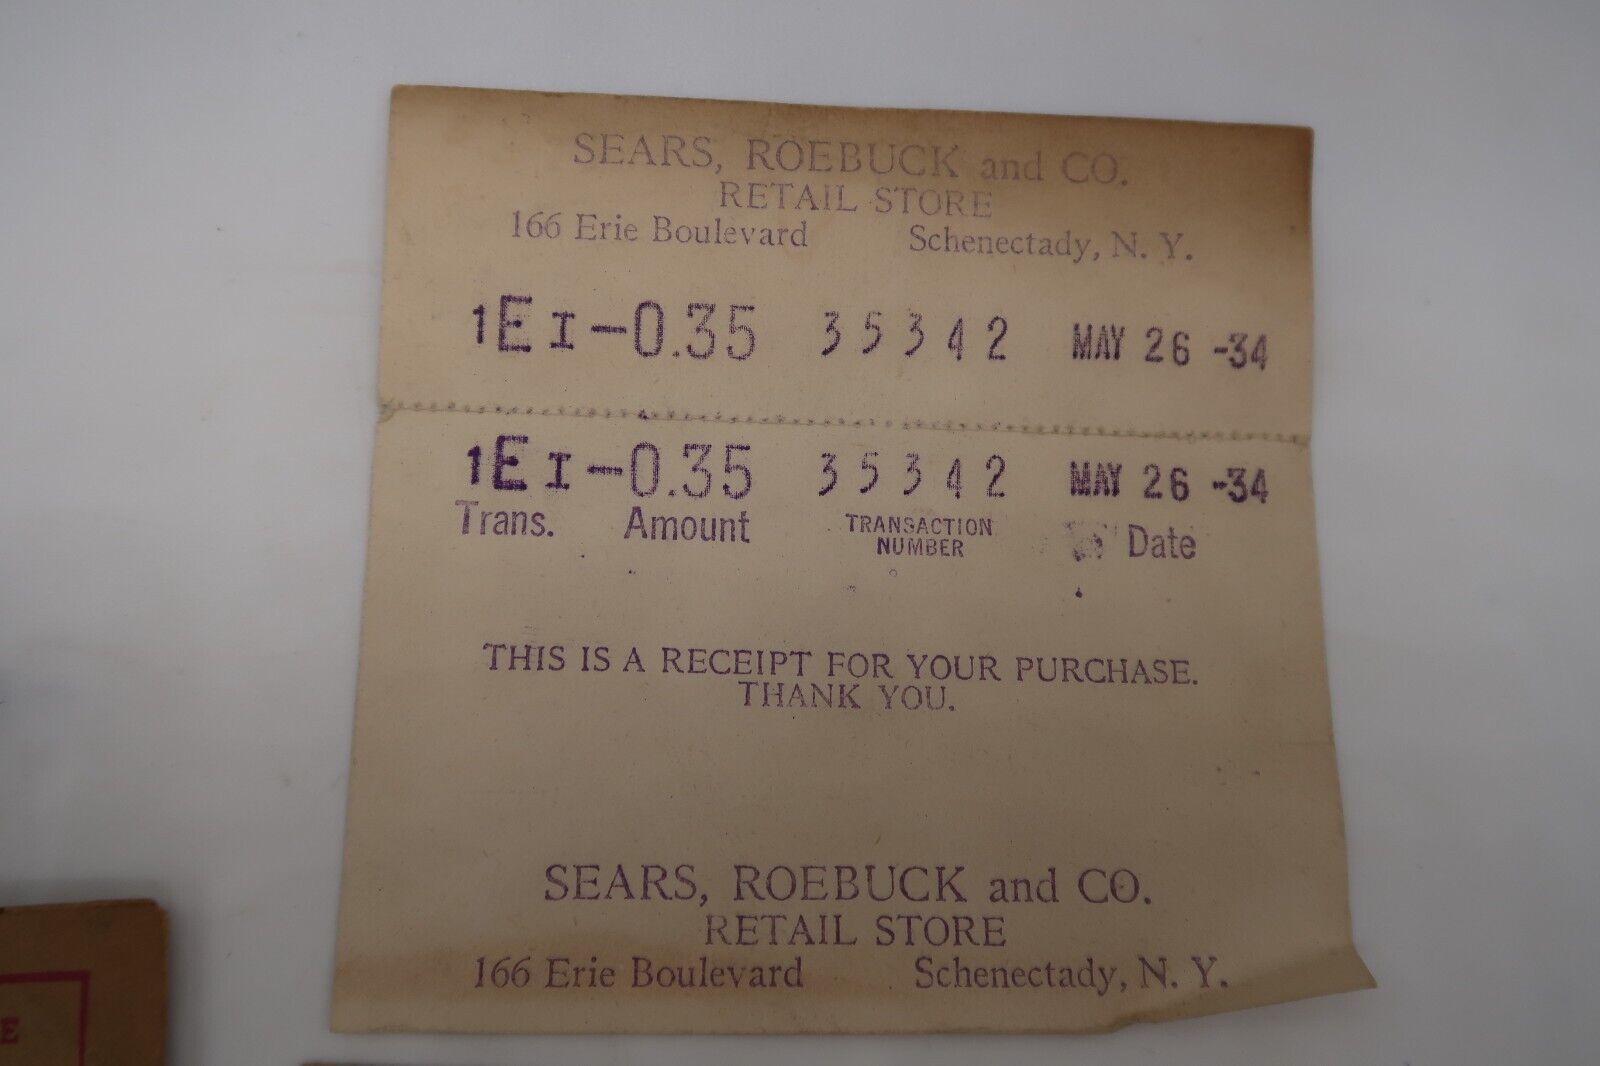 SEARS, ROEBUCK and CO.
RETAIL STORE
166 Erie Boulevard Schenectady, N. Y.
1 E I -0.35 35342 MAY 26 -34
1 E I -0.35 35342 MAY 26 -34
Trans. Amount TRANSACTION NUMBER Date
THIS IS A RECEIPT FOR YOUR PURCHASE.
THANK YOU.
SEARS, ROEBUCK and CO.
RETAIL STORE
166 Erie Boulevard Schenectady, N. Y.